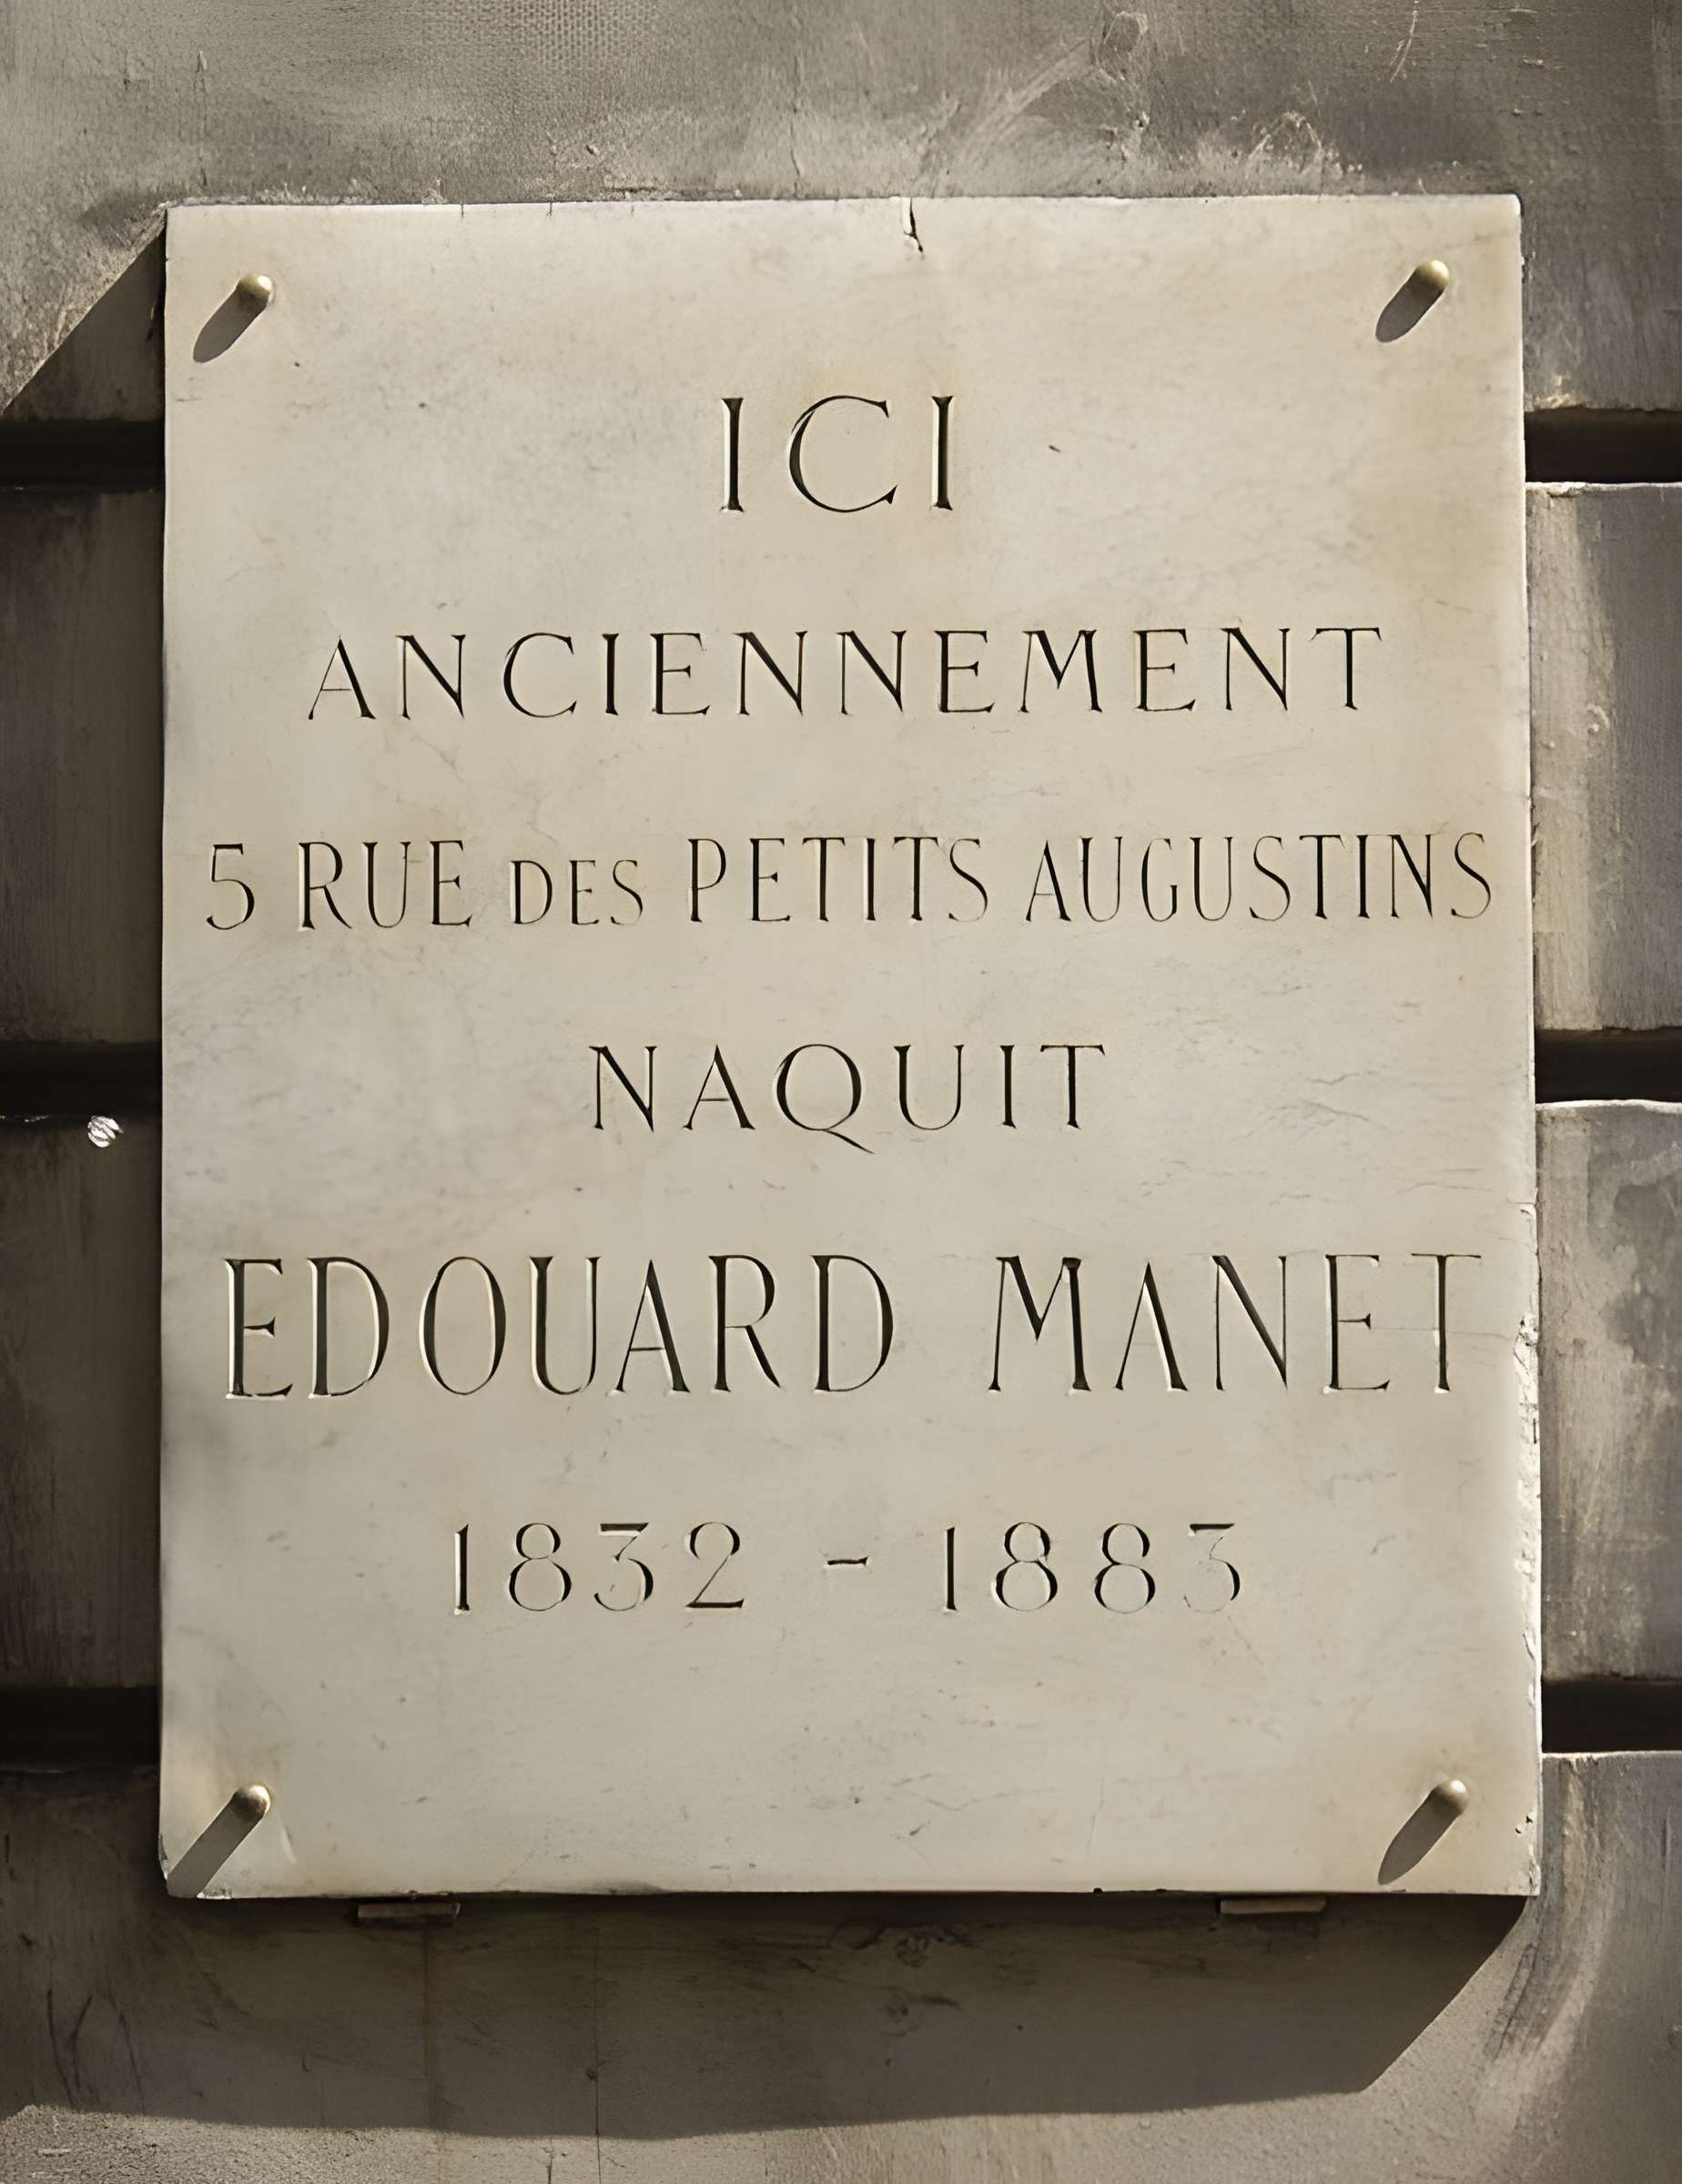 ICI
ANCIENNEMENT
5 RUE DES PETITS AUGUSTINS
NAQUIT
EDOUARD MANET
1832 - 1883